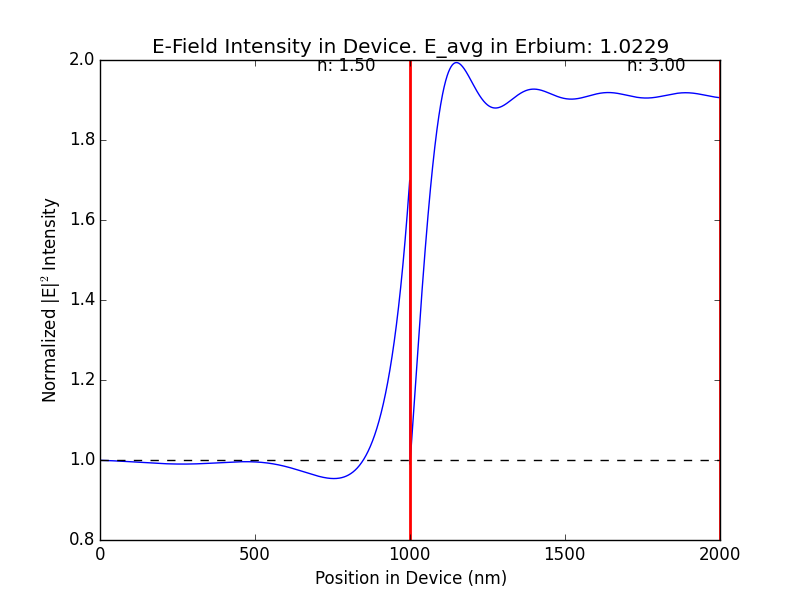 E-Field Intensity in Device. E_avg in Erbium: 1.0229
n: 1.50
n: 3.00
2.0
1.8
1.6
1.4
1.2
1.0
0.8
Normalized |E|² Intensity
0
500
1000
1500
2000
Position in Device (nm)